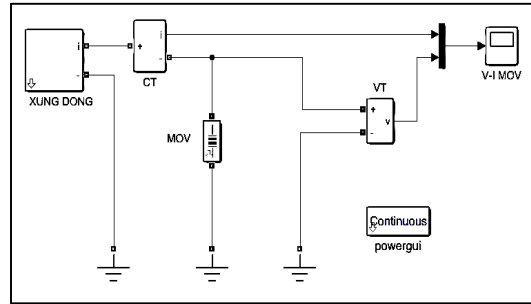 i
-
XUNG DONG
+
i
-
CT
MOV
VT
+
-
v
V-I MOV
Continuous
powergui